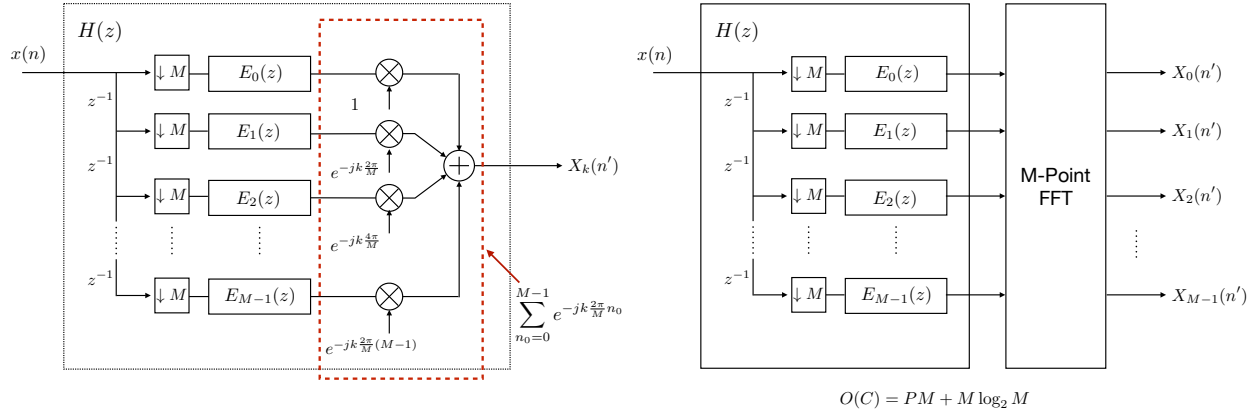 H(z)
x(n)
↓ M
E_0(z)
z^{-1}
1
↓ M
E_1(z)
z^{-1}
e^{-jk\frac{2\pi}{M}}
+
X_k(n')
↓ M
E_2(z)
e^{-jk\frac{4\pi}{M}}
z^{-1}
↓ M
E_{M-1}(z)
e^{-jk\frac{2\pi}{M}(M-1)}
\sum_{n_0=0}^{M-1} e^{-jk\frac{2\pi}{M}n_0}
H(z)
x(n)
↓ M
E_0(z)
X_0(n')
z^{-1}
↓ M
E_1(z)
X_1(n')
z^{-1}
↓ M
E_2(z)
M-Point
FFT
X_2(n')
z^{-1}
↓ M
E_{M-1}(z)
X_{M-1}(n')
O(C) = PM + M \log_2 M